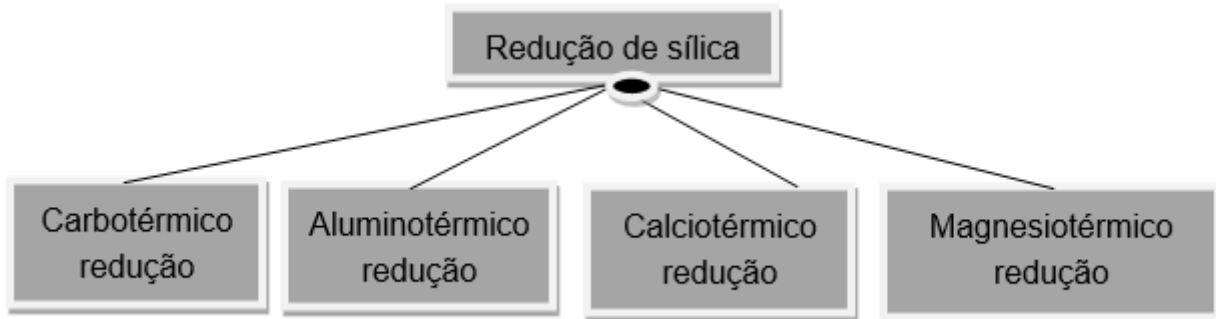 Redução de sílica
Carbotérmico
redução
Aluminotérmico
redução
Calciotérmico
redução
Magnesiotérmico
redução